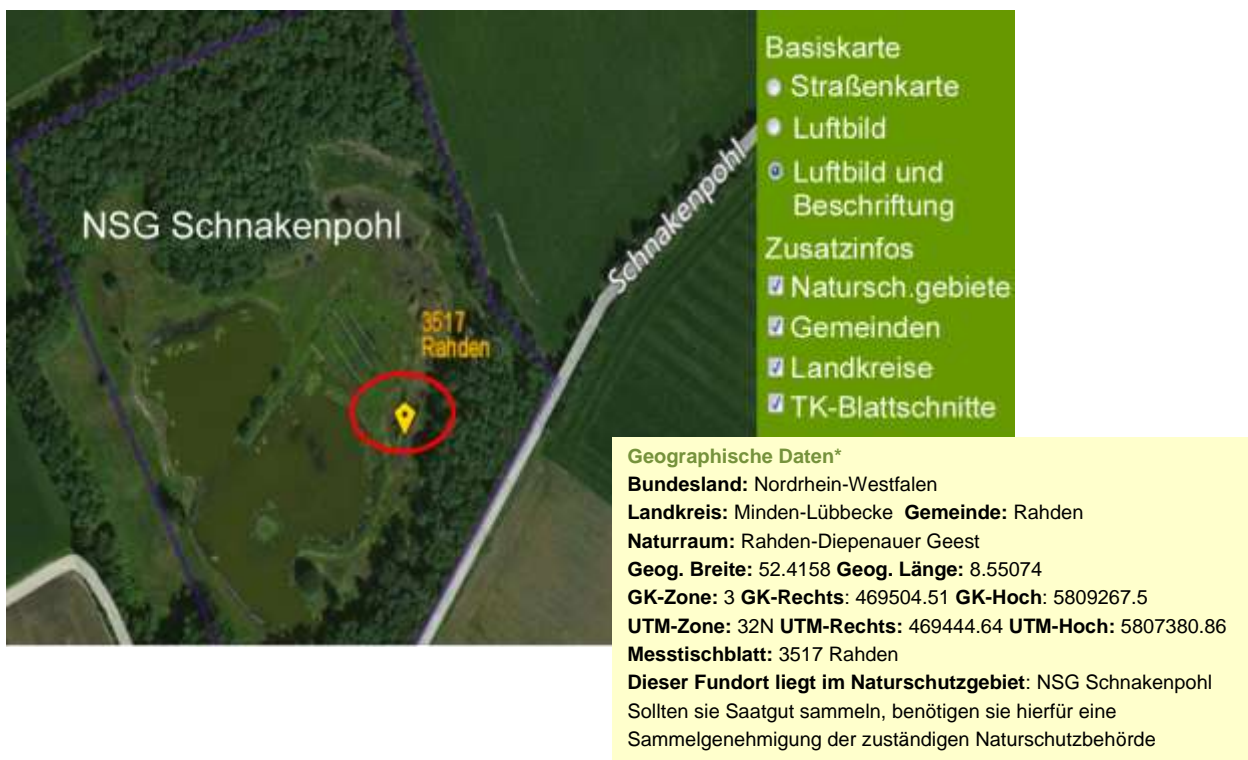 NSG Schnakenpohl
3517,
Rahden
Schnakenpohl
Basiskarte
Straßenkarte
Luftbild
Luftbild und
Beschriftung
Zusatzinfos
Natursch.gebiete
Gemeinden
Landkreise
TK-Blattschnitte
Geographische Daten*
Bundesland: Nordrhein-Westfalen
Landkreis: Minden-Lübbecke Gemeinde: Rahden
Naturraum: Rahden-Diepenauer Geest
Geog. Breite: 52.4158 Geog. Länge: 8.55074
GK-Zone: 3 GK-Rechts: 469504.51 GK-Hoch: 5809267.5
UTM-Zone: 32N UTM-Rechts: 469444.64 UTM-Hoch: 5807380.86
Messtischblatt: 3517 Rahden
Dieser Fundort liegt im Naturschutzgebiet: NSG Schnakenpohl
Sollten sie Saatgut sammeln, benötigen sie hierfür eine
Sammelgenehmigung der zuständigen Naturschutzbehörde